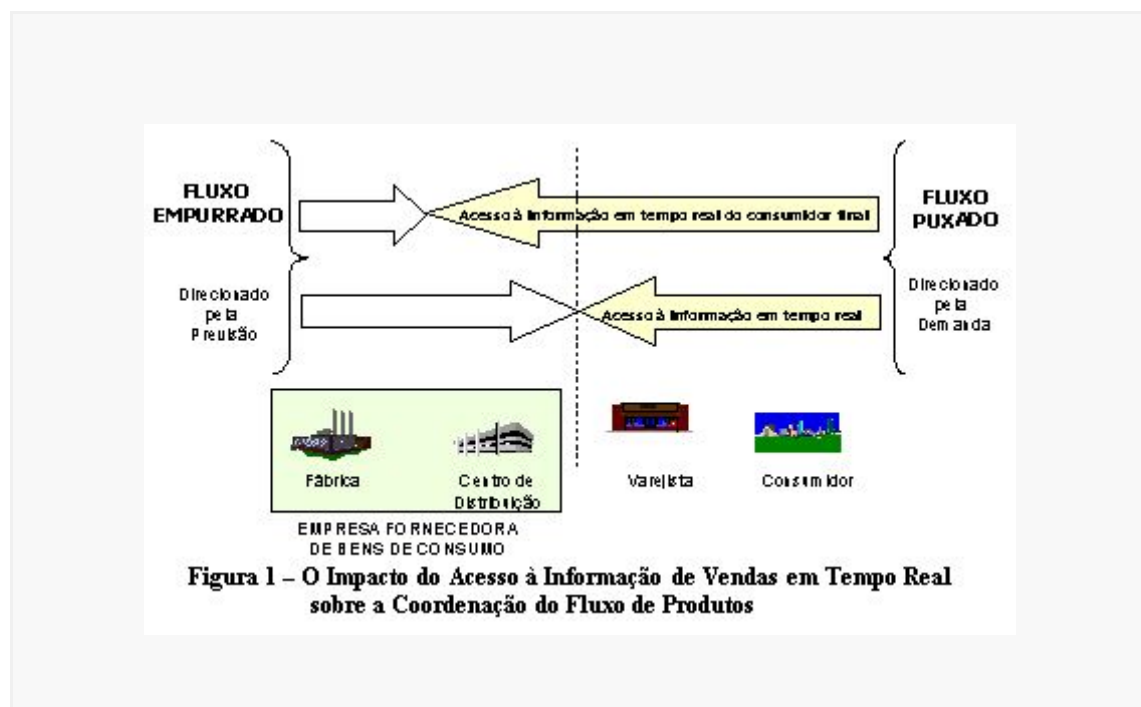 FLUXO
EMPURRADO
Acesso à Informação em tempo real do consumidor final
FLUXO
PUXADO
Direcionado
pela
Previsão
Acesso à Informação em tempo real
Direcionado
pela
Demanda
Fábrica
Centro de
Distribuição
Varejista
Consumidor
EMPRESA FORNECEDORA
DE BENS DE CONSUMO
Figura 1 – O Impacto do Acesso à Informação de Vendas em Tempo Real
sobre a Coordenação do Fluxo de Produtos